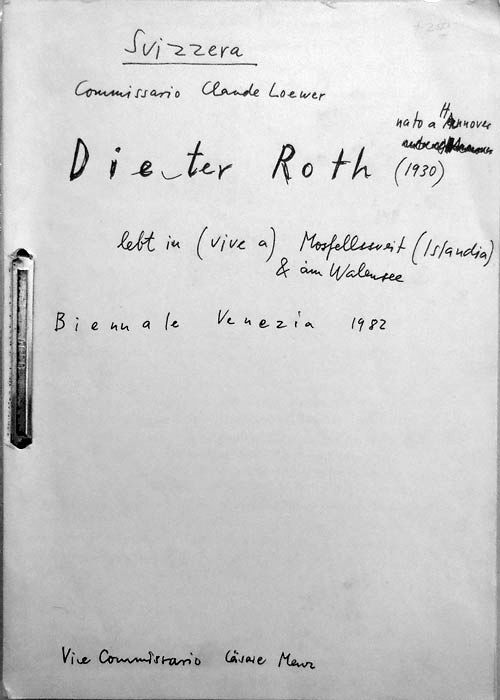 Svizzera
Commissario Claude Loewer
nato a Hannover
Dieter Roth (1930)
lebt in (vive a) Mosfellssveit (Islandia)
& am Walensee
Biennale Venezia 1982
Vice Commissario Cäsar Menz